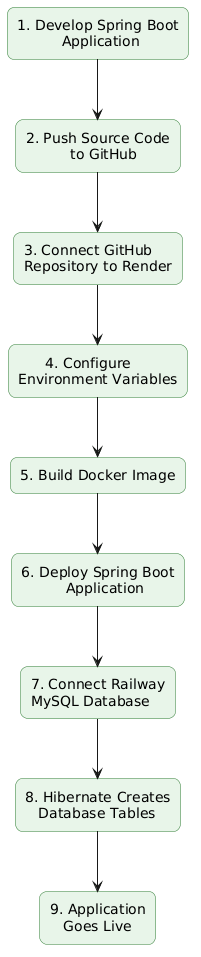 1. Develop Spring Boot
Application
2. Push Source Code
to GitHub
3. Connect GitHub
Repository to Render
4. Configure
Environment Variables
5. Build Docker Image
6. Deploy Spring Boot
Application
7. Connect Railway
MySQL Database
8. Hibernate Creates
Database Tables
9. Application
Goes Live